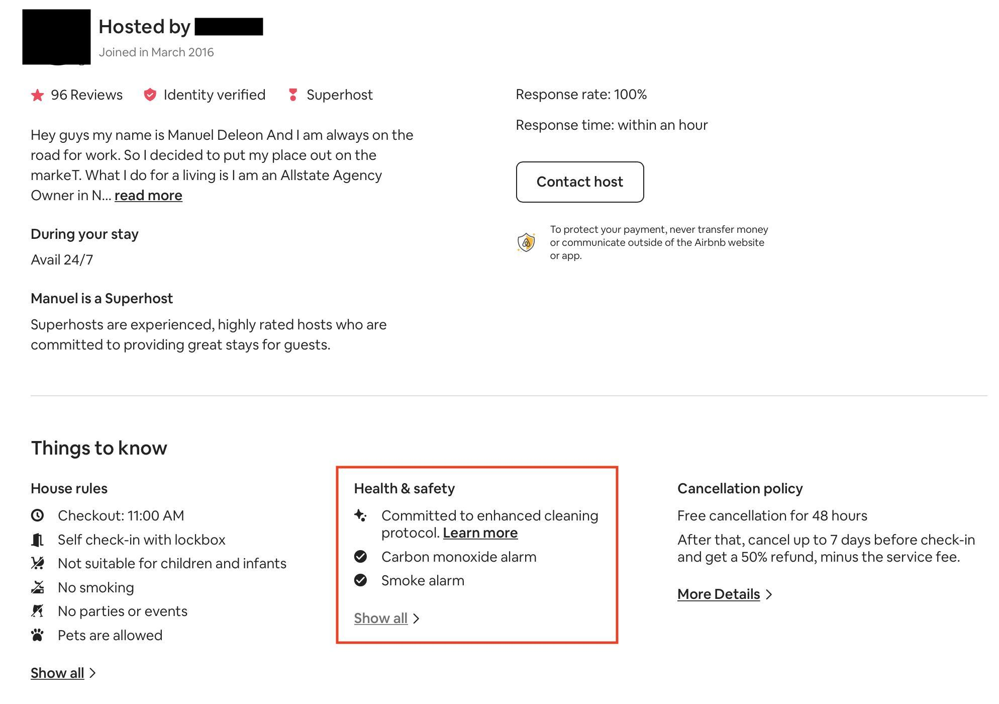 Hosted by
Joined in March 2016
96 Reviews Identity verified Superhost
Hey guys my name is Manuel Deleon And I am always on the
road for work. So I decided to put my place out on the
markeT. What I do for a living is I am an Allstate Agency
Owner in N... read more
During your stay
Avail 24/7
Manuel is a Superhost
Superhosts are experienced, highly rated hosts who are
committed to providing great stays for guests.
Response rate: 100%
Response time: within an hour
Contact host
To protect your payment, never transfer money
or communicate outside of the Airbnb website
or app.
Things to know
House rules
Checkout: 11:00 AM
Self check-in with lockbox
Not suitable for children and infants
No smoking
No parties or events
Pets are allowed
Show all
Health & safety
Committed to enhanced cleaning
protocol. Learn more
Carbon monoxide alarm
Smoke alarm
Show all
Cancellation policy
Free cancellation for 48 hours
After that, cancel up to 7 days before check-in
and get a 50% refund, minus the service fee.
More Details